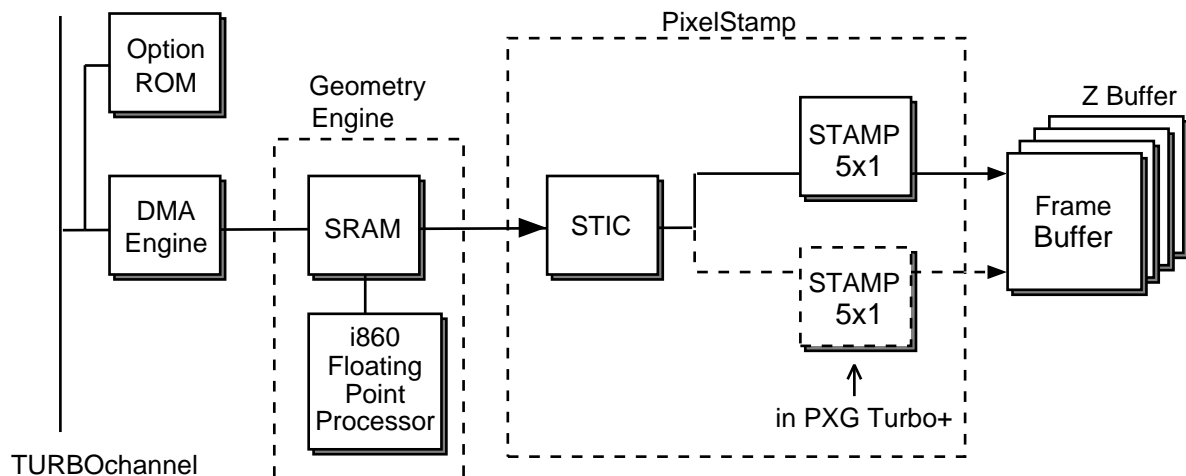 PixelStamp
Option
ROM
Geometry
Engine
Z Buffer
STAMP
5x1
DMA
Engine
SRAM
STIC
Frame
Buffer
STAMP
5x1
i860
Floating
Point
Processor
in PXG Turbo+
TURBOchannel